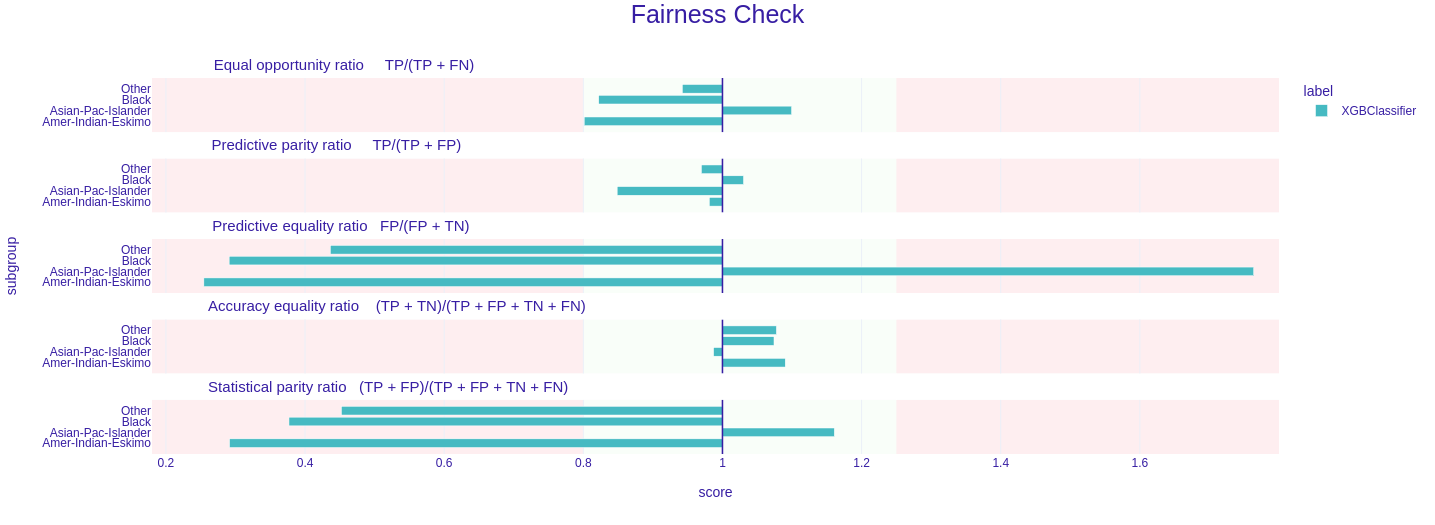 Fairness Check
Equal opportunity ratio TP/(TP + FN)
Other
Black
Asian-Pac-Islander
Amer-Indian-Eskimo
label
XGBClassifier
Predictive parity ratio TP/(TP + FP)
Other
Black
Asian-Pac-Islander
Amer-Indian-Eskimo
Predictive equality ratio FP/(FP + TN)
Other
Black
Asian-Pac-Islander
Amer-Indian-Eskimo
subgroup
Accuracy equality ratio (TP + TN)/(TP + FP + TN + FN)
Other
Black
Asian-Pac-Islander
Amer-Indian-Eskimo
Statistical parity ratio (TP + FP)/(TP + FP + TN + FN)
Other
Black
Asian-Pac-Islander
Amer-Indian-Eskimo
0.2 0.4 0.6 0.8 1 1.2 1.4 1.6
score